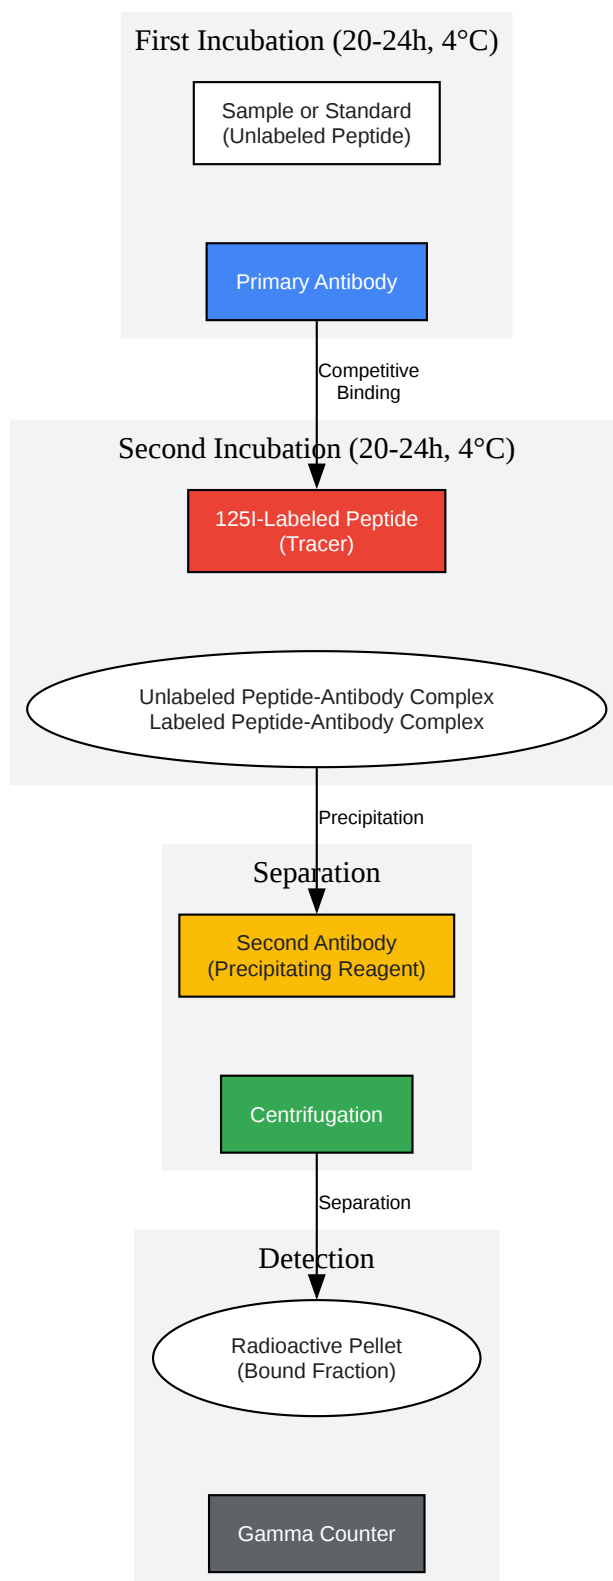 First Incubation (20-24h, 4°C)
Sample or Standard
(Unlabeled Peptide)
Primary Antibody
Competitive
Binding
Second Incubation (20-24h, 4°C)
125I-Labeled Peptide
(Tracer)
Unlabeled Peptide-Antibody Complex
Labeled Peptide-Antibody Complex
Precipitation
Separation
Second Antibody
(Precipitating Reagent)
Centrifugation
Separation
Detection
Radioactive Pellet
(Bound Fraction)
Gamma Counter